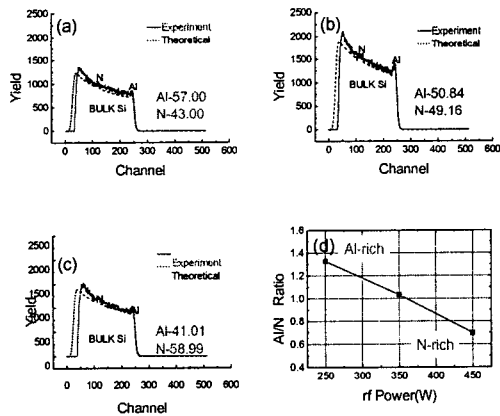 (a)
2500
2000
1500
1000
500
0
Yield
N
Al
Experiment
Theoretical
BULK Si
Al-57.00
N-43.00
0 100 200 300 400 500
Channel
(b)
2500
2000
1500
1000
500
0
Yield
N
Al
Experiment
Theoretical
BULK Si
Al-50.84
N-49.16
0 100 200 300 400 500 600
Channel
(c)
2500
2000
1500
1000
500
0
Yield
Experiment
Theoretical
BULK Si
Al-41.01
N-58.99
0 100 200 300 400 500
Channel
(d)
1.6
1.4
1.2
1.0
0.8
0.6
0.4
Al/N Ratio
Al-rich
N-rich
250 300 350 400 450
rf Power(W)